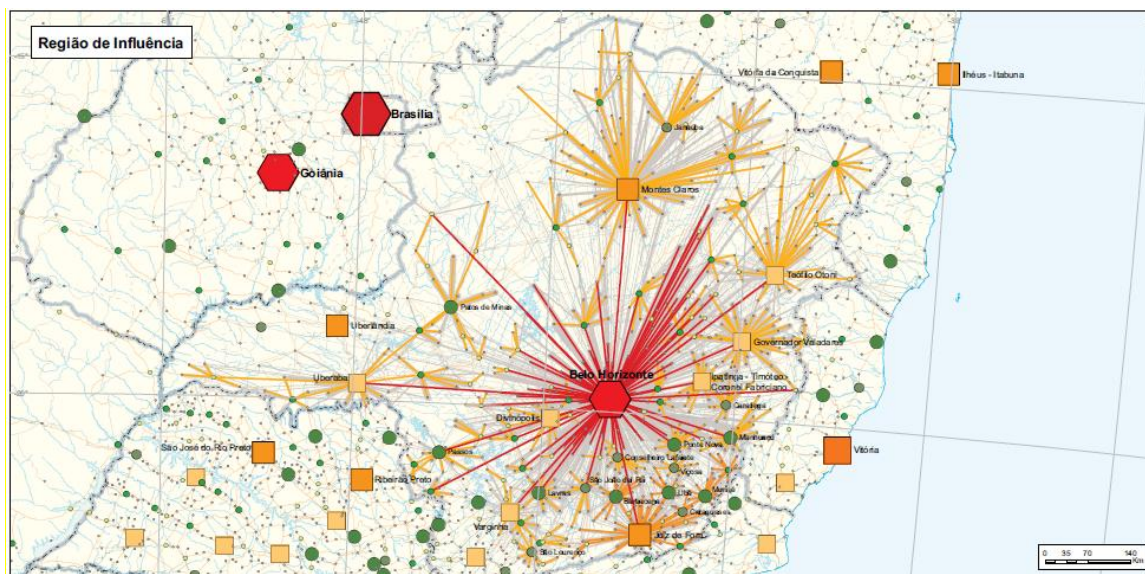 Região de Influência
Vitória da Conquista
Ilhéus - Itabuna
Brasília
Janaúba
Goiânia
Montes Claros
Teófilo Otoni
Patos de Minas
Uberlândia
Governador Valadares
Uberaba
Belo Horizonte
Ipatinga - Timóteo -
Coronel Fabriciano
Caratinga
Divinópolis
Manhuaçu
Ponte Nova
São José do Rio Preto
Passos
Conselheiro Lafaiete
Vitória
Viçosa
Ribeirão Preto
São João del Rei
Lavras
Barbacena
Ubá
Muriaé
Cataguases
Varginha
Juiz de Fora
São Lourenço
0 35 70 140
Km